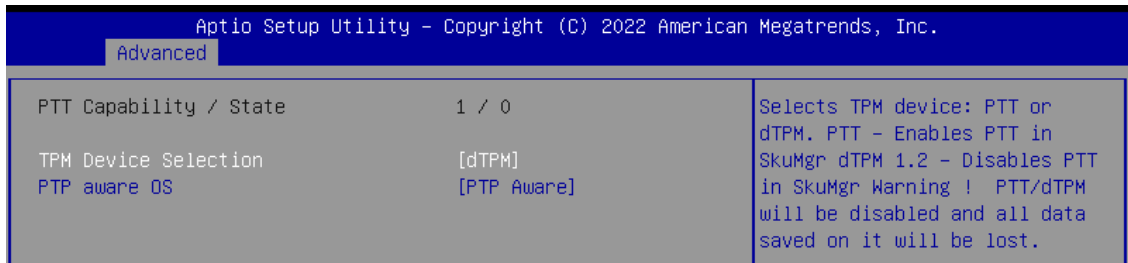 Aptio Setup Utility – Copyright (C) 2022 American Megatrends, Inc.
Advanced
PTT Capability / State 1 / 0
TPM Device Selection [dTPM]
PTP aware OS [PTP Aware]
Selects TPM device: PTT or
dTPM. PTT – Enables PTT in
SkuMgr dTPM 1.2 – Disables PTT
in SkuMgr Warning ! PTT/dTPM
will be disabled and all data
saved on it will be lost.